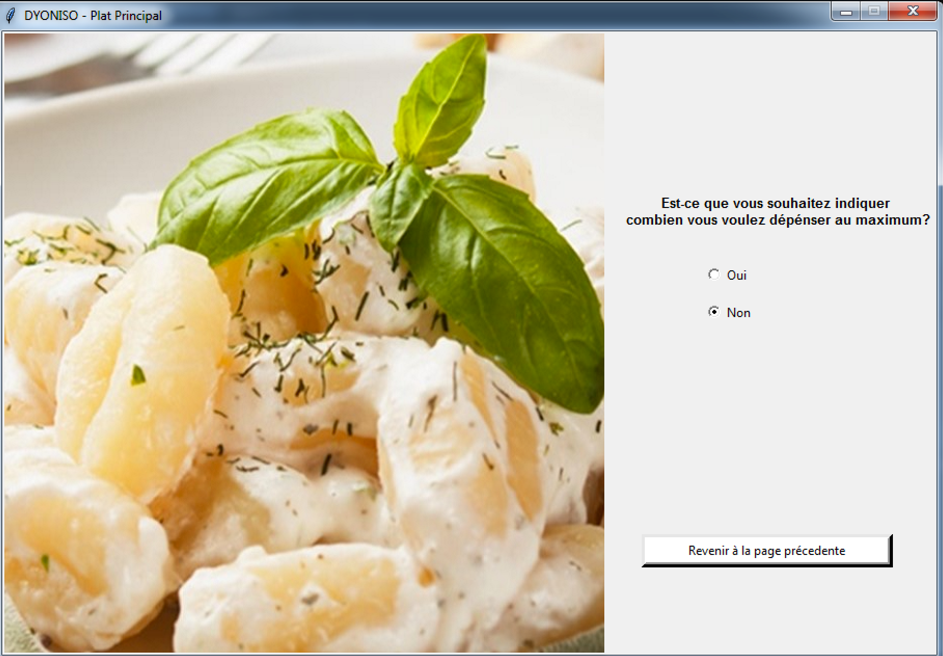 DYONISO - Plat Principal
Est-ce que vous souhaitez indiquer
combien vous voulez dépénser au maximum?
Oui
Non
Revenir à la page précedente